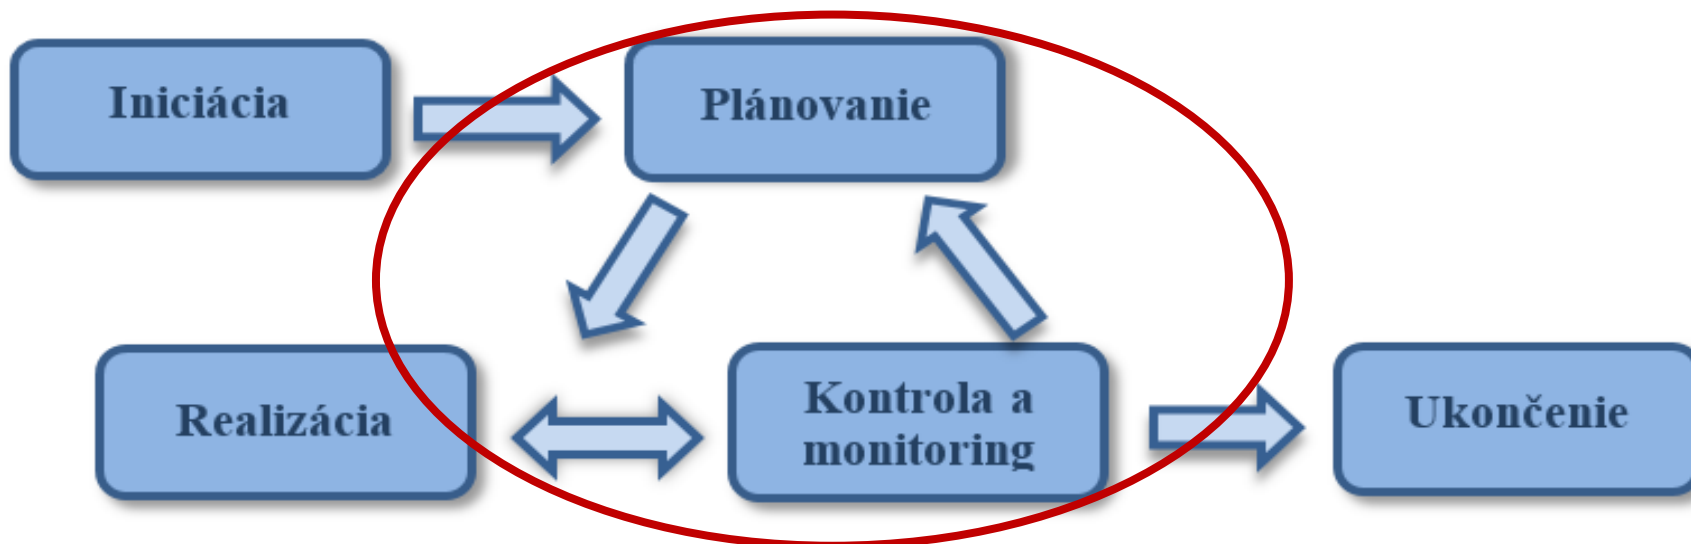 Iniciácia
Plánovanie
Realizácia
Kontrola a
monitoring
Ukončenie